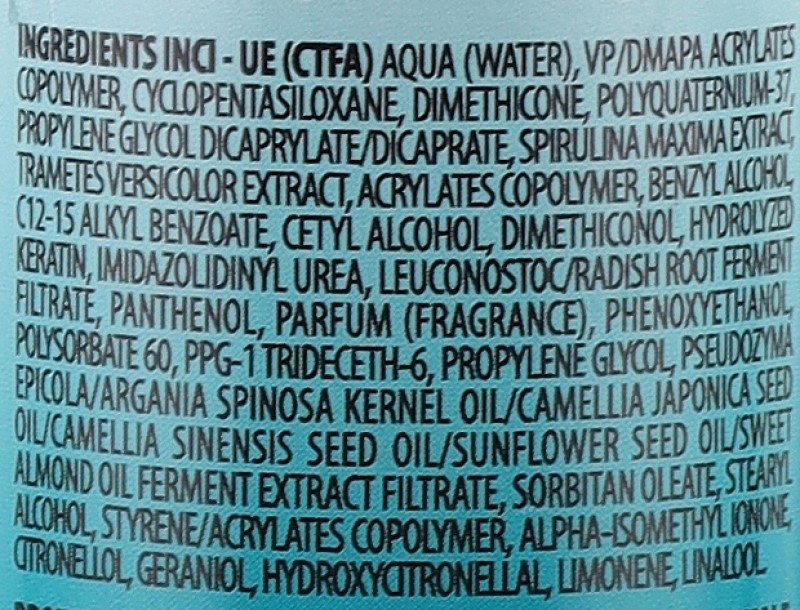 INGREDIENTS INCI - UE (CTFA) AQUA (WATER), VP/DMAPA ACRYLATES
COPOLYMER, CYCLOPENTASILOXANE, DIMETHICONE, POLYQUATERNIUM-37,
PROPYLENE GLYCOL DICAPRYLATE/DICAPRATE, SPIRULINA MAXIMA EXTRACT,
TRAMETES VERSICOLOR EXTRACT, ACRYLATES COPOLYMER, BENZYL ALCOHOL,
C12-15 ALKYL BENZOATE, CETYL ALCOHOL, DIMETHICONOL, HYDROLYZED
KERATIN, IMIDAZOLIDINYL UREA, LEUCONOSTOC/RADISH ROOT FERMENT
FILTRATE, PANTHENOL, PARFUM (FRAGRANCE), PHENOXYETHANOL,
POLYSORBATE 60, PPG-1 TRIDECETH-6, PROPYLENE GLYCOL, PSEUDOZYMA
EPICOLA/ARGANIA SPINOSA KERNEL OIL/CAMELLIA JAPONICA SEED
OIL/CAMELLIA SINENSIS SEED OIL/SUNFLOWER SEED OIL/SWEET
ALMOND OIL FERMENT EXTRACT FILTRATE, SORBITAN OLEATE, STEARYL
ALCOHOL, STYRENE/ACRYLATES COPOLYMER, ALPHA-ISOMETHYL IONONE,
CITRONELLOL, GERANIOL, HYDROXYCITRONELLAL, LIMONENE, LINALOOL.